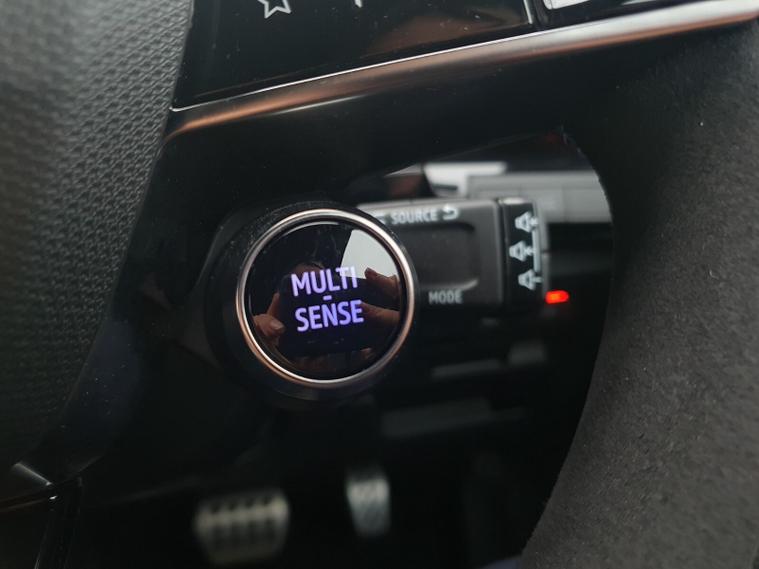 SOURCE
MULTI
-
SENSE
MODE